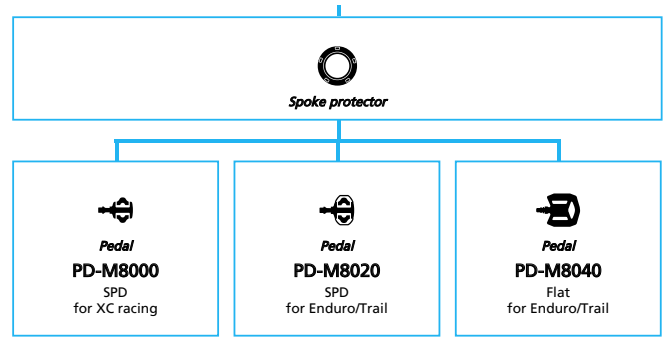 Spoke protector
Pedal
PD-M8000
SPD
for XC racing
Pedal
PD-M8020
SPD
for Enduro/Trail
Pedal
PD-M8040
Flat
for Enduro/Trail